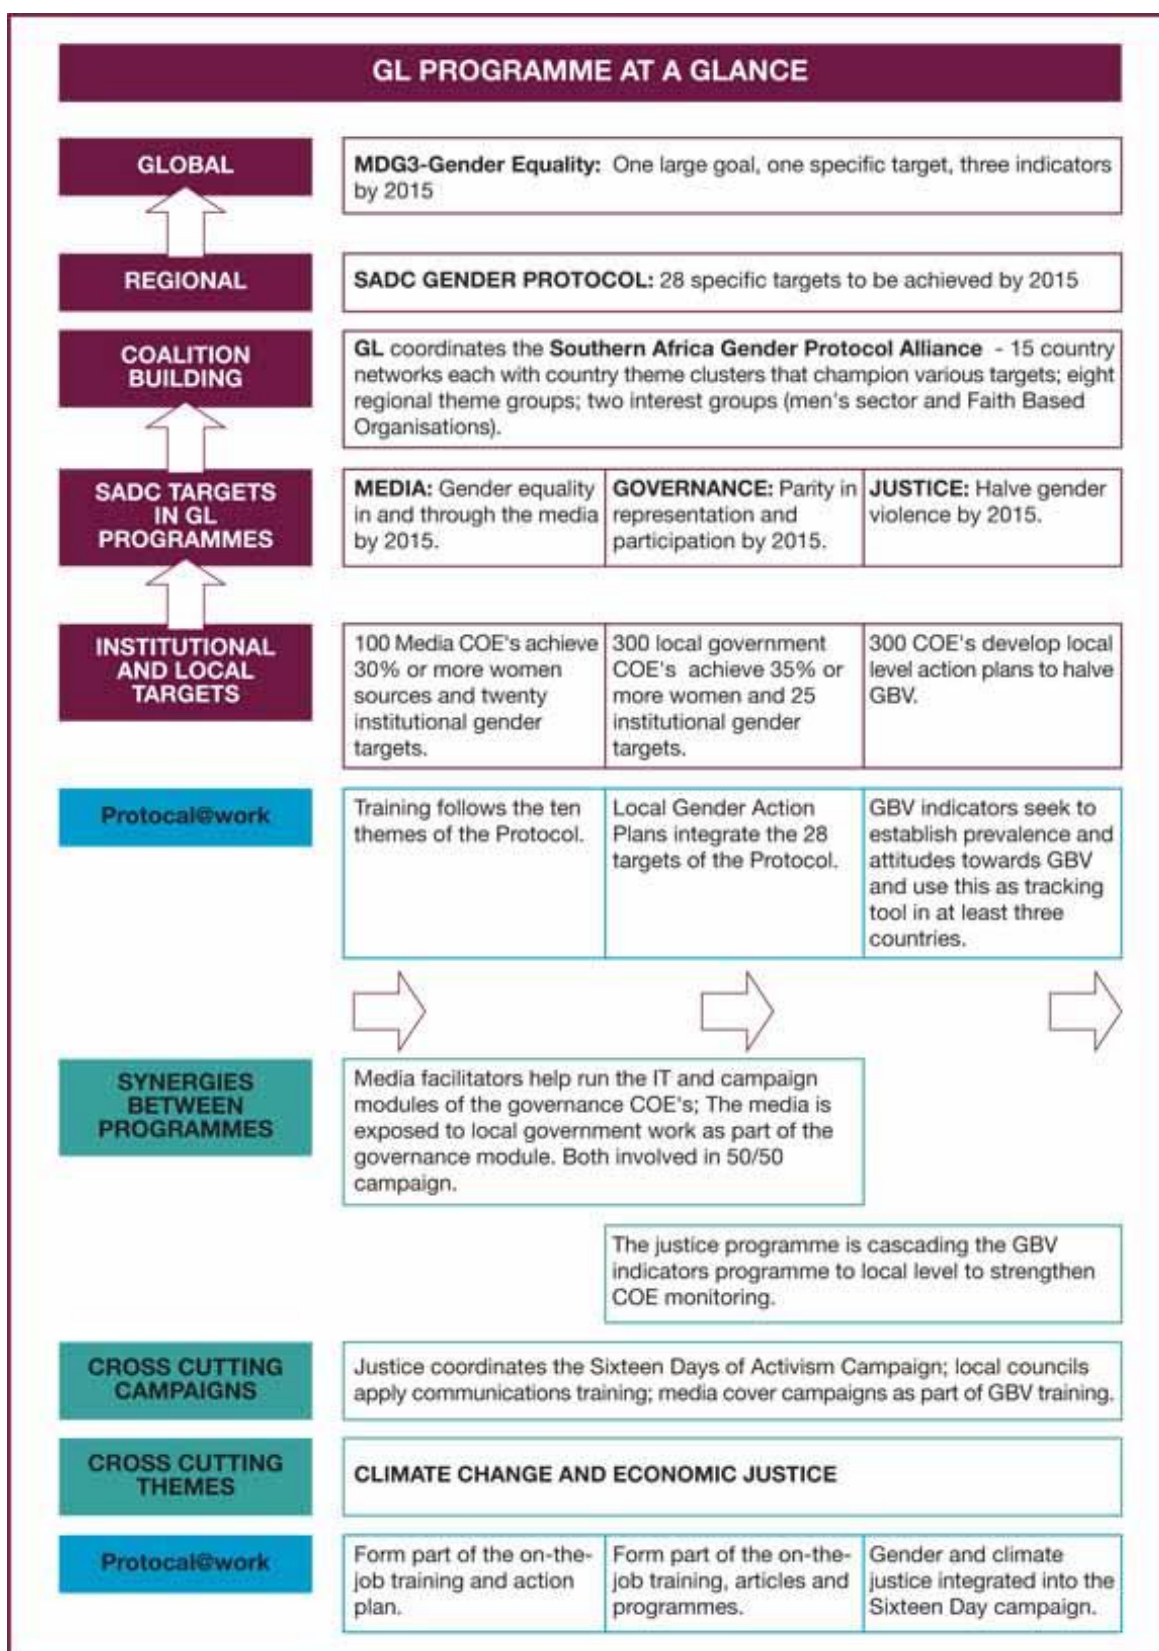 GL PROGRAMME AT A GLANCE
GLOBAL
MDG3-Gender Equality: One large goal, one specific target, three indicators
by 2015
REGIONAL
SADC GENDER PROTOCOL: 28 specific targets to be achieved by 2015
COALITION
BUILDING
GL coordinates the Southern Africa Gender Protocol Alliance - 15 country
networks each with country theme clusters that champion various targets; eight
regional theme groups; two interest groups (men's sector and Faith Based
Organisations).
SADC TARGETS
IN GL
PROGRAMMES
MEDIA: Gender equality
in and through the media
by 2015.
GOVERNANCE: Parity in
representation and
participation by 2015.
JUSTICE: Halve gender
violence by 2015.
INSTITUTIONAL
AND LOCAL
TARGETS
100 Media COE's achieve
30% or more women
sources and twenty
institutional gender
targets.
300 local government
COE's achieve 35% or
more women and 25
institutional gender
targets.
300 COE's develop local
level action plans to halve
GBV.
Protocal@work
Training follows the ten
themes of the Protocol.
Local Gender Action
Plans integrate the 28
targets of the Protocol.
GBV indicators seek to
establish prevalence and
attitudes towards GBV
and use this as tracking
tool in at least three
countries.
SYNERGIES
BETWEEN
PROGRAMMES
Media facilitators help run the IT and campaign
modules of the governance COE's; The media is
exposed to local government work as part of the
governance module. Both involved in 50/50
campaign.
The justice programme is cascading the GBV
indicators programme to local level to strengthen
COE monitoring.
CROSS CUTTING
CAMPAIGNS
Justice coordinates the Sixteen Days of Activism Campaign; local councils
apply communications training; media cover campaigns as part of GBV training.
CROSS CUTTING
THEMES
CLIMATE CHANGE AND ECONOMIC JUSTICE
Protocal@work
Form part of the on-the-
job training and action
plan.
Form part of the on-the-
job training, articles and
programmes.
Gender and climate
justice integrated into the
Sixteen Day campaign.